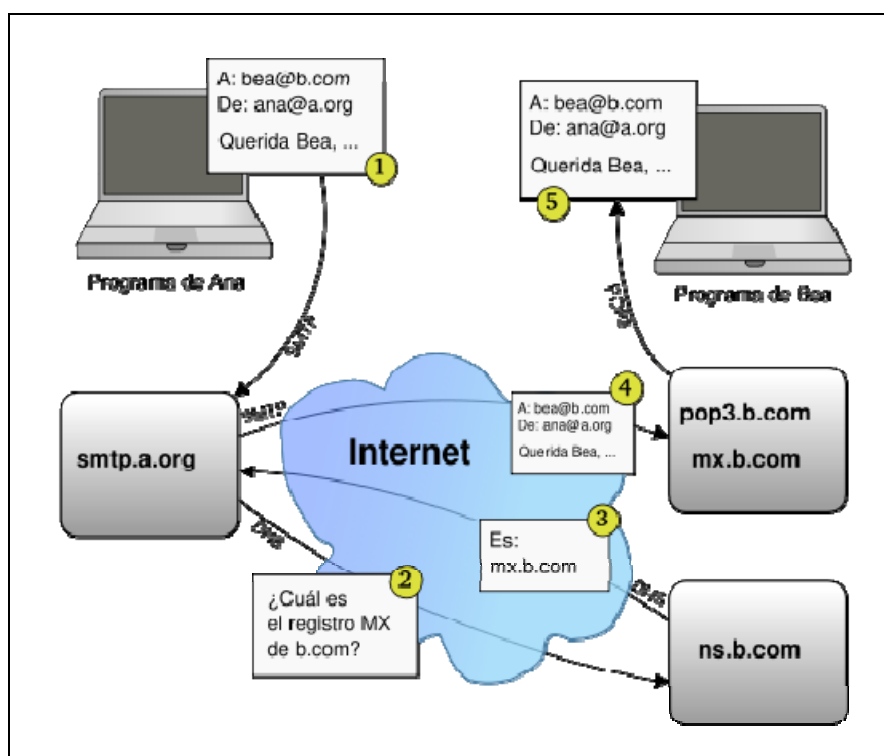 A: bea@b.com
De: ana@a.org
Querida Bea, ...
1
Programa de Ana
SMTP
A: bea@b.com
De: ana@a.org
Querida Bea, ...
5
Programa de Bea
POP3
smtp.a.org
SMTP
Internet
A: bea@b.com
De: ana@a.org
Querida Bea, ...
4
pop3.b.com
mx.b.com
DNS
¿Cuál es
el registro MX
de b.com?
2
Es:
mx.b.com
3
DNS
ns.b.com